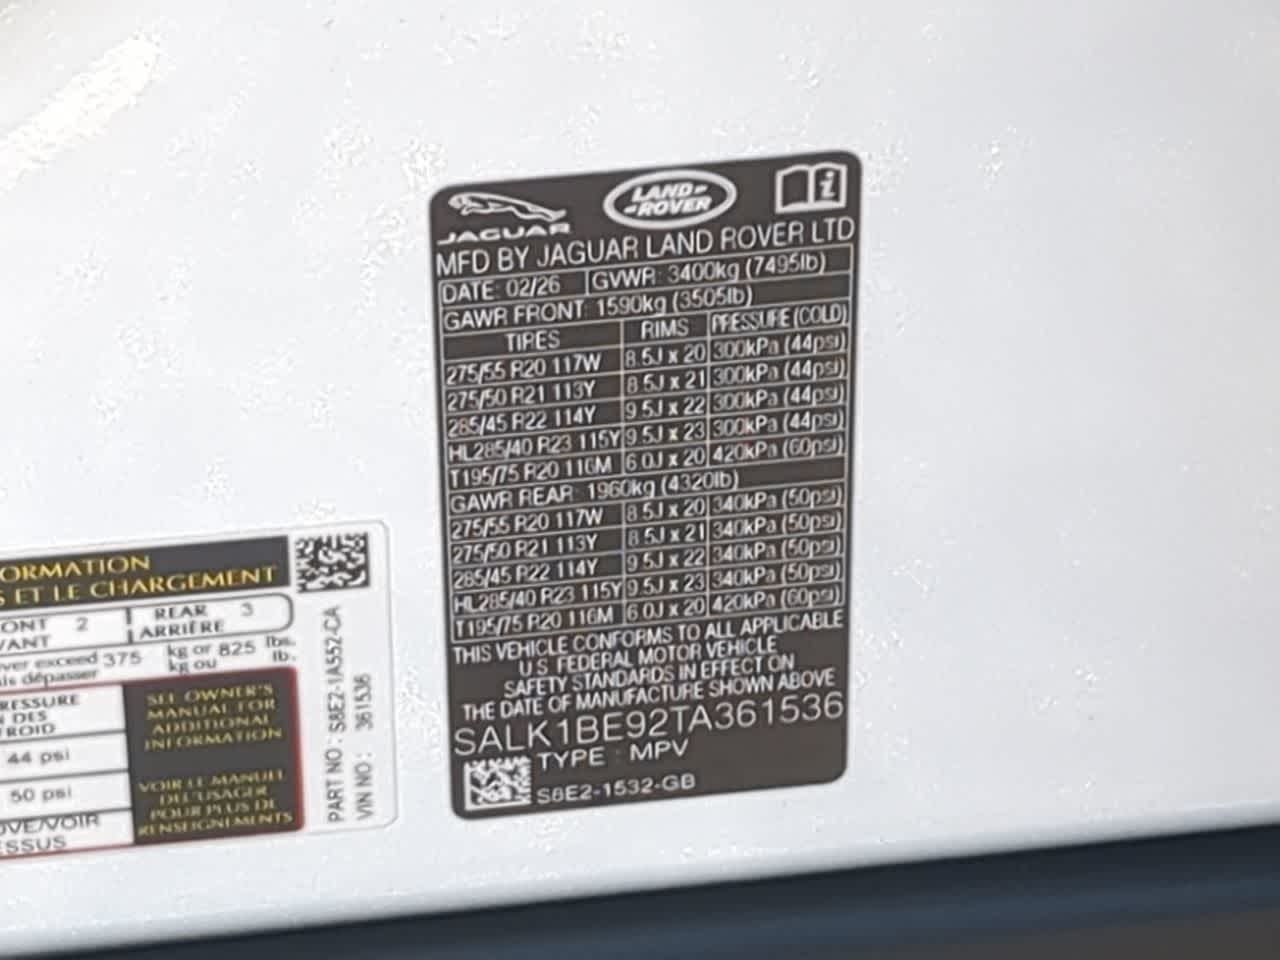 JAGUAR
LAND-
-ROVER
MFD BY JAGUAR LAND ROVER LTD
DATE: 02/26 GVWR: 3400kg (7495lb)
GAWR FRONT: 1590kg (3505lb)
TIRES RIMS PRESSURE (COLD)
275/55 R20 117W 8.5J x 20 300kPa (44psi)
275/50 R21 113Y 8.5J x 21 300kPa (44psi)
285/45 R22 114Y 9.5J x 22 300kPa (44psi)
HL285/40 R23 115Y 9.5J x 23 300kPa (44psi)
T195/75 R20 116M 6.0J x 20 420kPa (60psi)
GAWR REAR: 1960kg (4320lb)
275/55 R20 117W 8.5J x 20 340kPa (50psi)
275/50 R21 113Y 8.5J x 21 340kPa (50psi)
285/45 R22 114Y 9.5J x 22 340kPa (50psi)
HL285/40 R23 115Y 9.5J x 23 340kPa (50psi)
T195/75 R20 116M 6.0J x 20 420kPa (60psi)
THIS VEHICLE CONFORMS TO ALL APPLICABLE
U.S. FEDERAL MOTOR VEHICLE
SAFETY STANDARDS IN EFFECT ON
THE DATE OF MANUFACTURE SHOWN ABOVE
SALK1BE92TA361536
TYPE : MPV
S8E2-1532-GB
ORMATION
S ET LE CHARGEMENT
ONT 2 REAR 3
VANT ARRIÈRE
ver exceed 375 kg or 825 lbs.
is dépasser kg ou lb.
RESSURE
N DES
ROID
44 psi
50 psi
OVE/VOIR
ESSUS
SEE OWNER'S
MANUAL FOR
ADDITIONAL
INFORMATION
VOIR LE MANUEL
DE L'USAGER
POUR PLUS DE
RENSEIGNEMENTS
PART NO : S8E2-1A552-CA
VIN NO : 361536